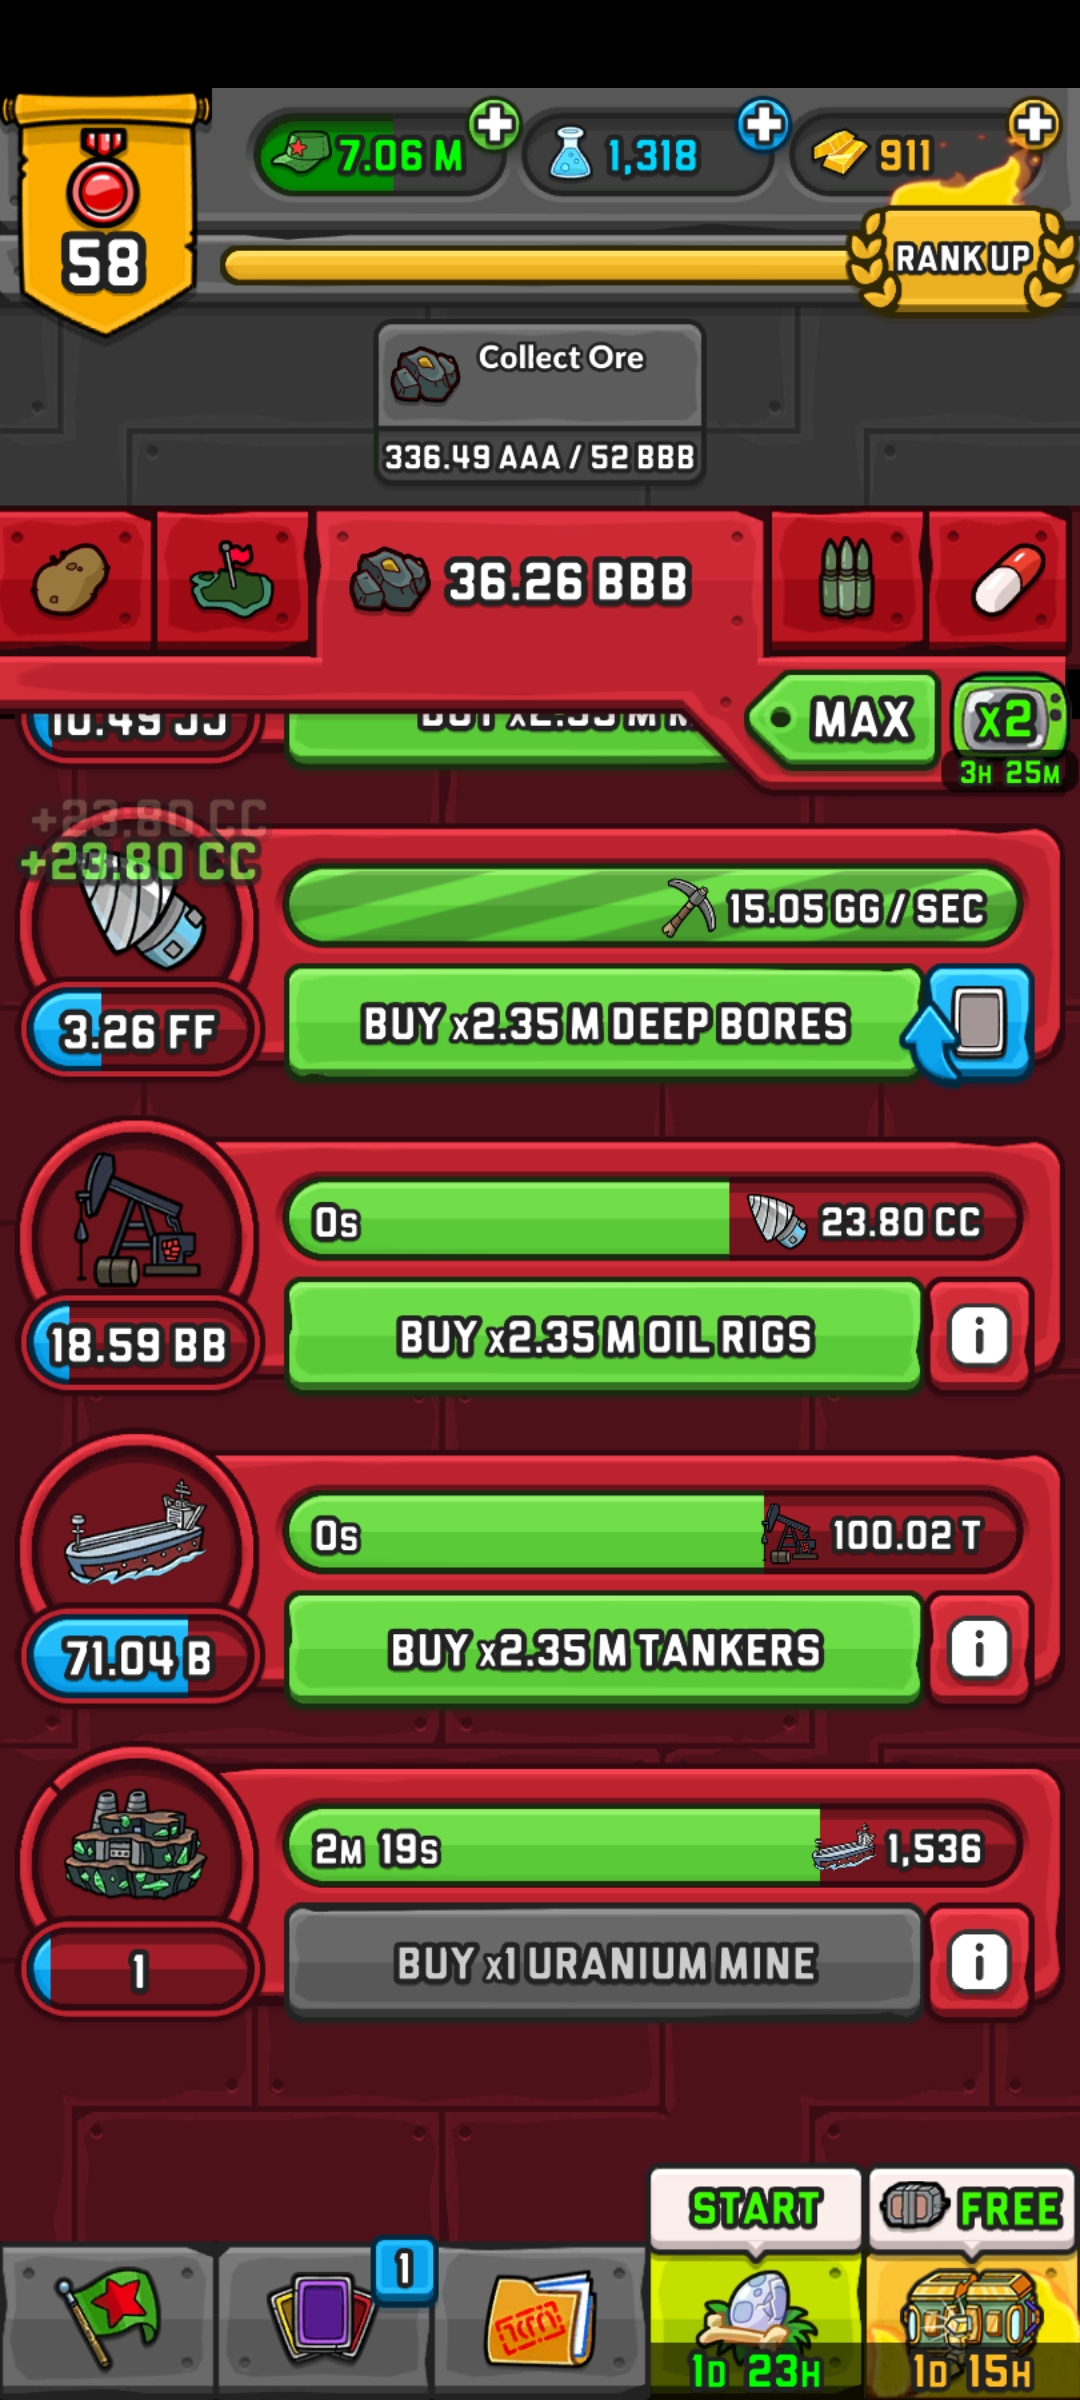 58
7.06 M
1,318
911
RANK UP
Collect Ore
336.49 AAA / 52 BBB
36.26 BBB
MAX
x2
3H 25M
10.49 JJ
+23.80 CC
+23.80 CC
15.05 GG / SEC
3.26 FF
BUY x2.35 M DEEP BORES
0s
23.80 CC
18.59 BB
BUY x2.35 M OIL RIGS
0s
100.02 T
71.04 B
BUY x2.35 M TANKERS
2M 19s
1,536
1
BUY x1 URANIUM MINE
START
FREE
1
1D 23H
1D 15H